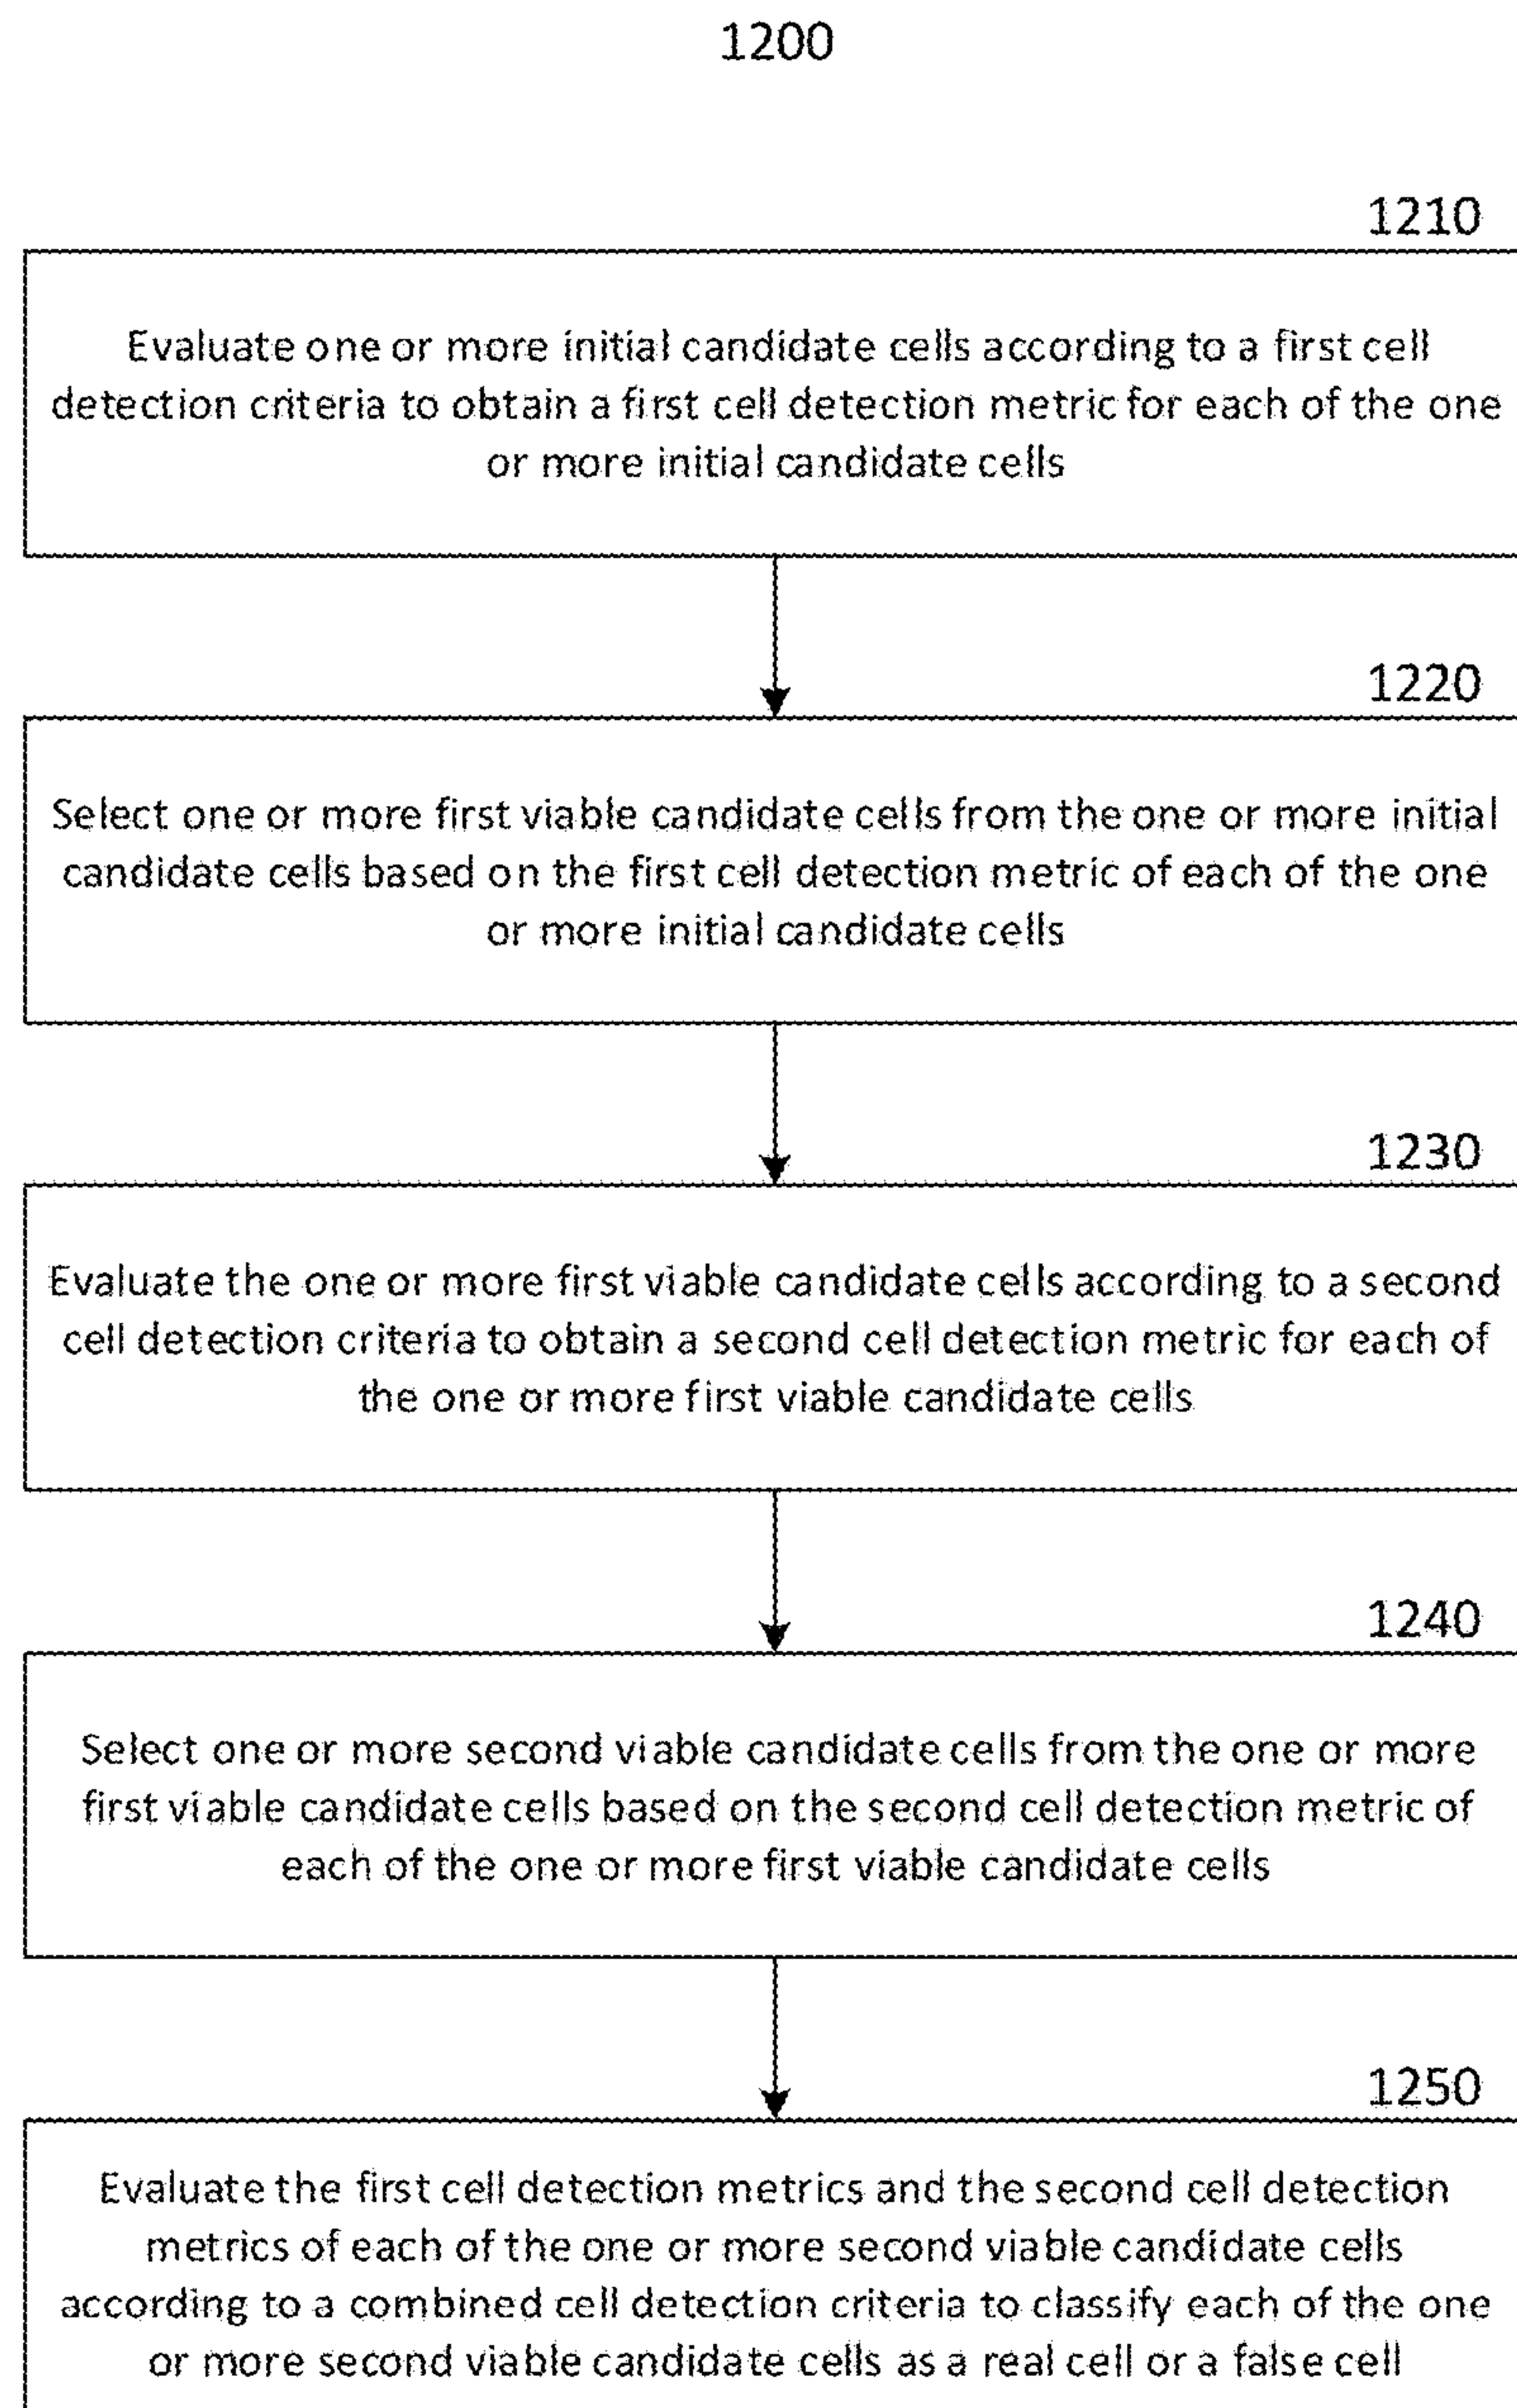 1200
1210
Evaluate one or more initial candidate cells according to a first cell
detection criteria to obtain a first cell detection metric for each of the one
or more initial candidate cells
1220
Select one or more first viable candidate cells from the one or more initial
candidate cells based on the first cell detection metric of each of the one
or more initial candidate cells
1230
Evaluate the one or more first viable candidate cells according to a second
cell detection criteria to obtain a second cell detection metric for each of
the one or more first viable candidate cells
1240
Select one or more second viable candidate cells from the one or more
first viable candidate cells based on the second cell detection metric of
each of the one or more first viable candidate cells
1250
Evaluate the first cell detection metrics and the second cell detection
metrics of each of the one or more second viable candidate cells
according to a combined cell detection criteria to classify each of the one
or more second viable candidate cells as a real cell or a false cell